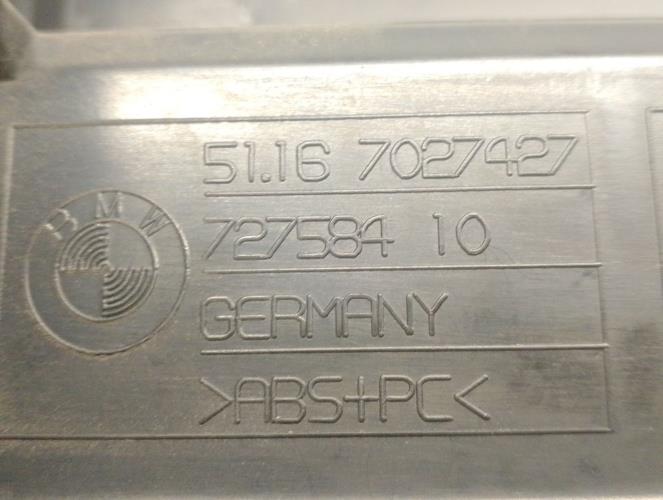 BMW
51.16 7027427
727584 10
GERMANY
>ABS+PC<